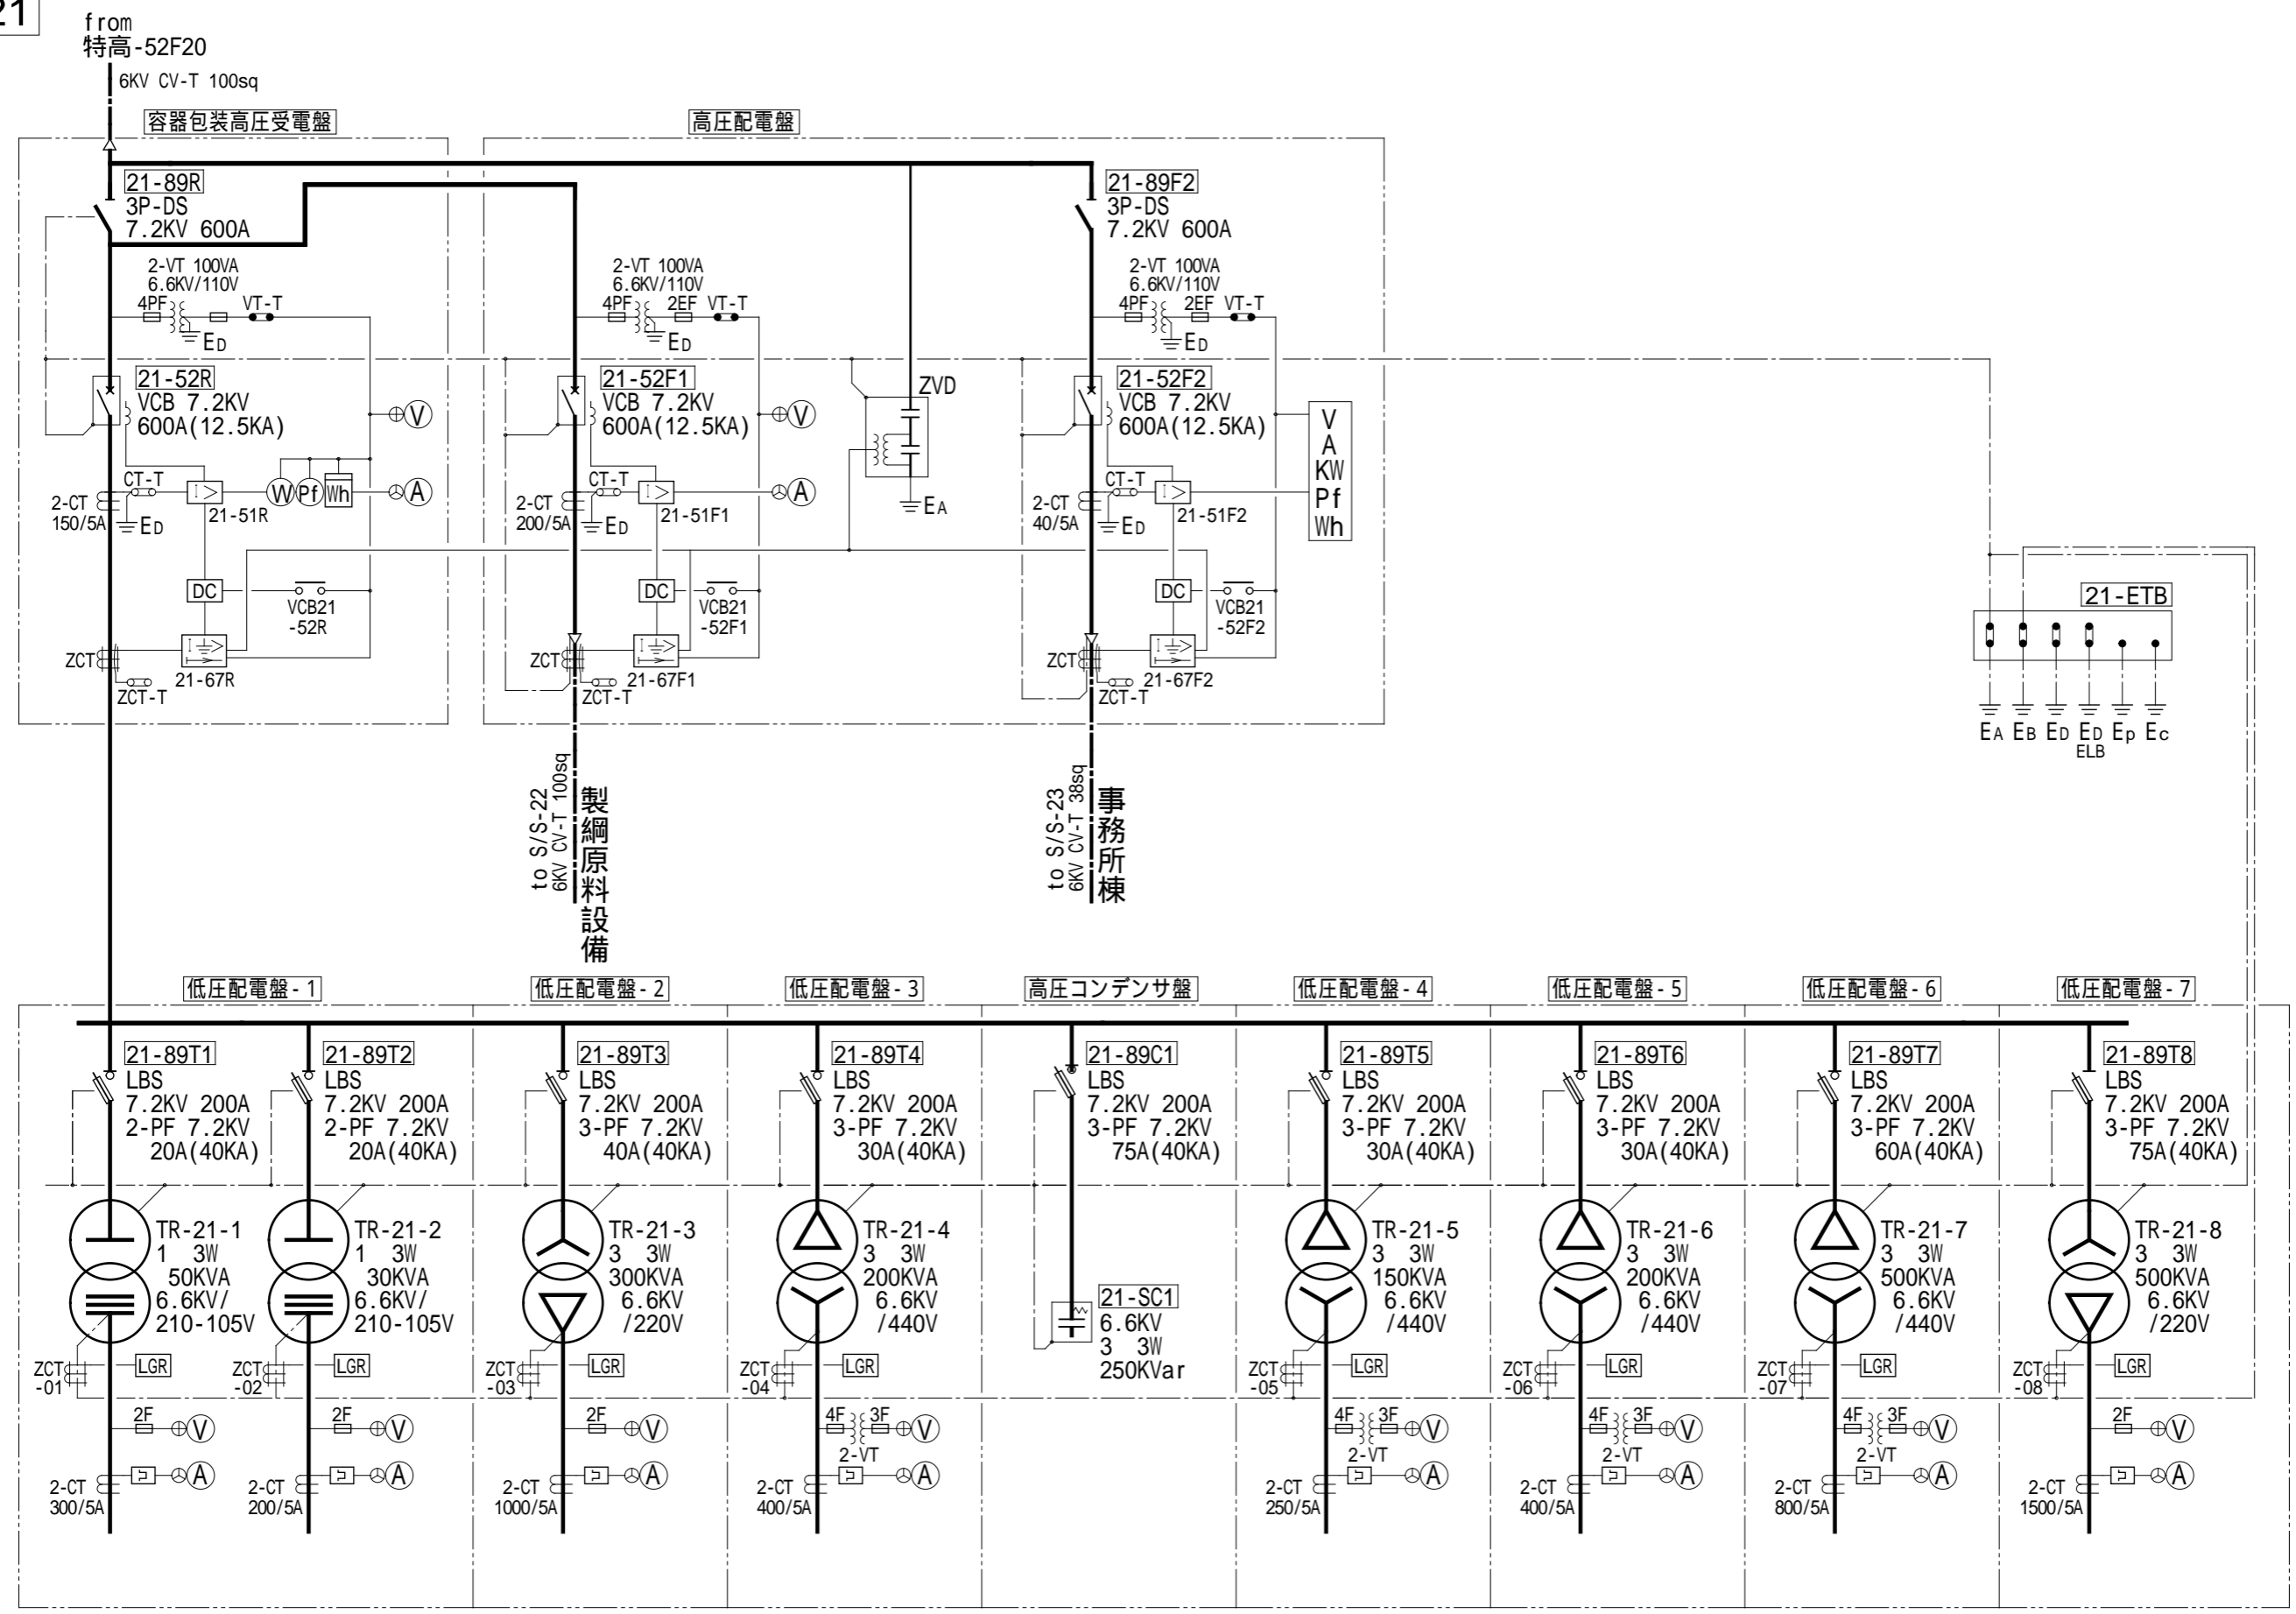 21
from
特高-52F20
6KV CV-T 100sq
容器包装高圧受電盤
高圧配電盤
21-89R
3P-DS
7.2KV 600A
2-VT 100VA
6.6KV/110V
4PF
VT-T
ED
21-52R
VCB 7.2KV
600A(12.5KA)
V
CT-T
W
Pf
Wh
A
2-CT
150/5A
ED
21-51R
DC
VCB21
-52R
ZCT
21-67R
ZCT-T
2-VT 100VA
6.6KV/110V
4PF
2EF
VT-T
ED
21-52F1
VCB 7.2KV
600A(12.5KA)
V
CT-T
A
2-CT
200/5A
ED
21-51F1
DC
VCB21
-52F1
ZCT
21-67F1
ZCT-T
ZVD
EA
21-89F2
3P-DS
7.2KV 600A
2-VT 100VA
6.6KV/110V
4PF
2EF
VT-T
ED
21-52F2
VCB 7.2KV
600A(12.5KA)
V
A
KW
Pf
Wh
CT-T
2-CT
40/5A
ED
21-51F2
DC
VCB21
-52F2
ZCT
21-67F2
ZCT-T
21-ETB
EA EB ED ED Ep Ec
ELB
to S/S-22
6KV CV-T 100sq
製綱原料設備
to S/S-23
6KV CV-T 38sq
事務所棟
低圧配電盤-1
低圧配電盤-2
低圧配電盤-3
高圧コンデンサ盤
低圧配電盤-4
低圧配電盤-5
低圧配電盤-6
低圧配電盤-7
21-89T1
LBS
7.2KV 200A
2-PF 7.2KV
20A(40KA)
TR-21-1
1 3W
50KVA
6.6KV/
210-105V
ZCT
-01
LGR
2F
V
2-CT
300/5A
A
21-89T2
LBS
7.2KV 200A
2-PF 7.2KV
20A(40KA)
TR-21-2
1 3W
30KVA
6.6KV/
210-105V
ZCT
-02
LGR
2F
V
2-CT
200/5A
A
21-89T3
LBS
7.2KV 200A
3-PF 7.2KV
40A(40KA)
TR-21-3
3 3W
300KVA
6.6KV
/220V
ZCT
-03
LGR
2F
V
2-CT
1000/5A
A
21-89T4
LBS
7.2KV 200A
3-PF 7.2KV
30A(40KA)
TR-21-4
3 3W
200KVA
6.6KV
/440V
ZCT
-04
LGR
4F
3F
V
2-VT
2-CT
400/5A
A
21-89C1
LBS
7.2KV 200A
3-PF 7.2KV
75A(40KA)
21-SC1
6.6KV
3 3W
250KVar
21-89T5
LBS
7.2KV 200A
3-PF 7.2KV
30A(40KA)
TR-21-5
3 3W
150KVA
6.6KV
/440V
ZCT
-05
LGR
4F
3F
V
2-VT
2-CT
250/5A
A
21-89T6
LBS
7.2KV 200A
3-PF 7.2KV
30A(40KA)
TR-21-6
3 3W
200KVA
6.6KV
/440V
ZCT
-06
LGR
4F
3F
V
2-VT
2-CT
400/5A
A
21-89T7
LBS
7.2KV 200A
3-PF 7.2KV
60A(40KA)
TR-21-7
3 3W
500KVA
6.6KV
/440V
ZCT
-07
LGR
4F
3F
V
2-VT
2-CT
800/5A
A
21-89T8
LBS
7.2KV 200A
3-PF 7.2KV
75A(40KA)
TR-21-8
3 3W
500KVA
6.6KV
/220V
ZCT
-08
LGR
2F
V
2-CT
1500/5A
A